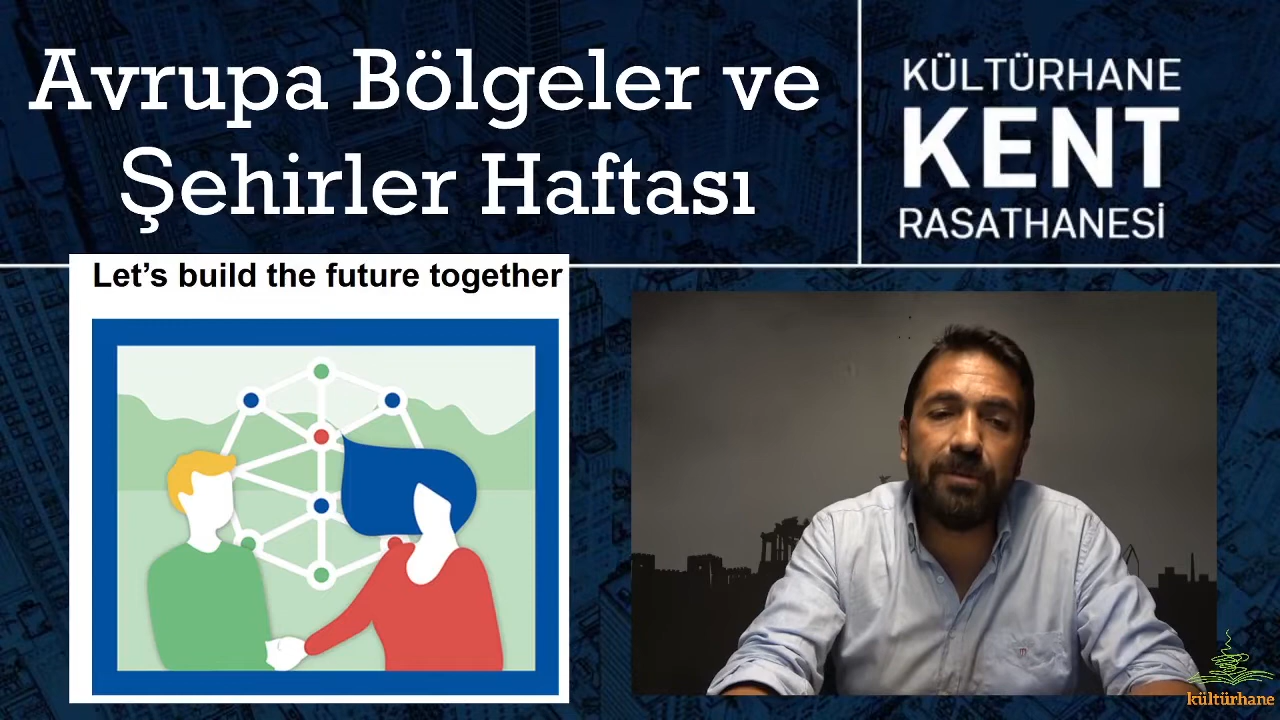 Avrupa Bölgeler ve
Şehirler Haftası
KÜLTÜRHANE
KENT
RASATHANESİ
Let's build the future together
kültürhane